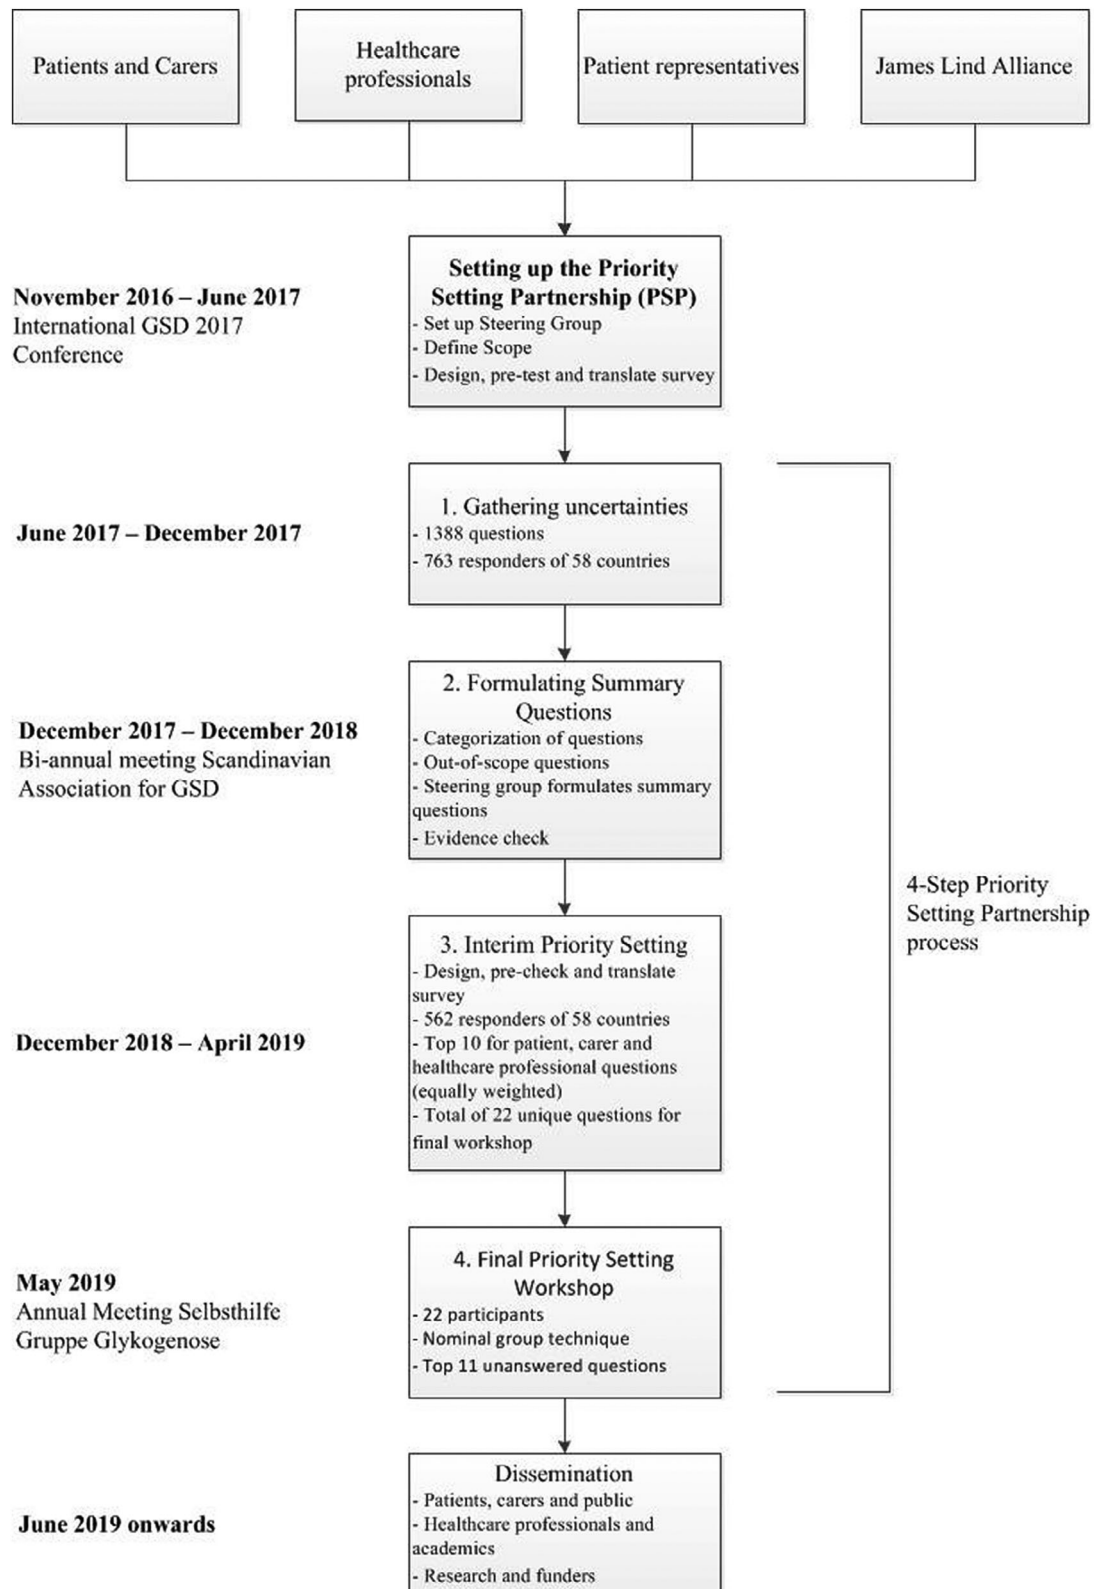 Patients and Carers
Healthcare
professionals
Patient representatives
James Lind Alliance
November 2016 – June 2017
International GSD 2017
Conference
Setting up the Priority
Setting Partnership (PSP)
- Set up Steering Group
- Define Scope
- Design, pre-test and translate survey
June 2017 – December 2017
1. Gathering uncertainties
- 1388 questions
- 763 responders of 58 countries
December 2017 – December 2018
Bi-annual meeting Scandinavian
Association for GSD
2. Formulating Summary
Questions
- Categorization of questions
- Out-of-scope questions
- Steering group formulates summary
questions
- Evidence check
4-Step Priority
Setting Partnership
process
December 2018 – April 2019
3. Interim Priority Setting
- Design, pre-check and translate
survey
- 562 responders of 58 countries
- Top 10 for patient, carer and
healthcare professional questions
(equally weighted)
- Total of 22 unique questions for
final workshop
May 2019
Annual Meeting Selbsthilfe
Gruppe Glykogenose
4. Final Priority Setting
Workshop
- 22 participants
- Nominal group technique
- Top 11 unanswered questions
June 2019 onwards
Dissemination
- Patients, carers and public
- Healthcare professionals and
academics
- Research and funders